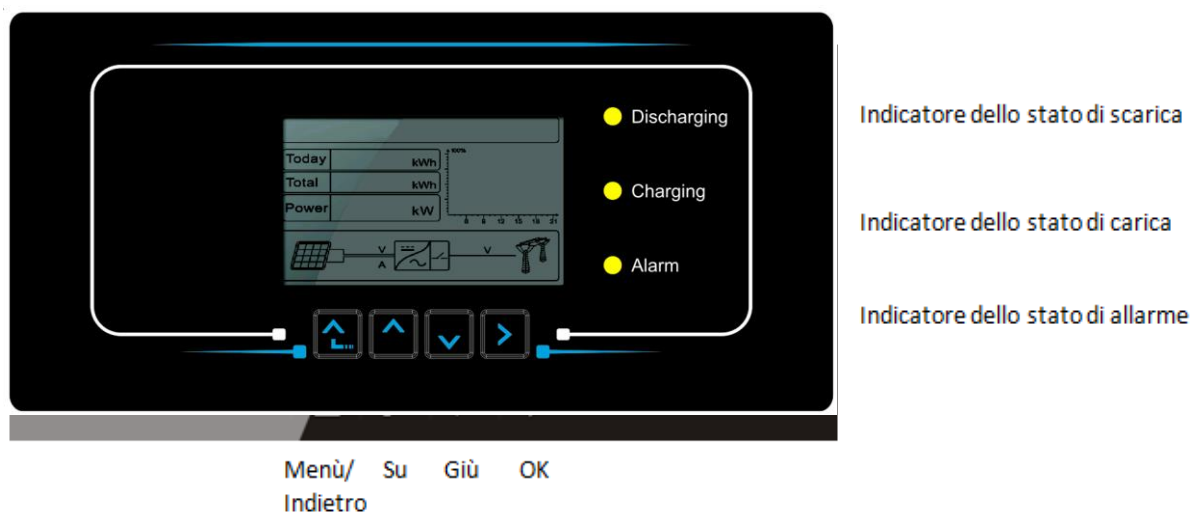 Discharging
Indicatore dello stato di scarica
Today kWh
100%
Total kWh
Charging
Power kW
Indicatore dello stato di carica
V
V
A
Alarm
Indicatore dello stato di allarme
Menù/ Su Giù OK
Indietro